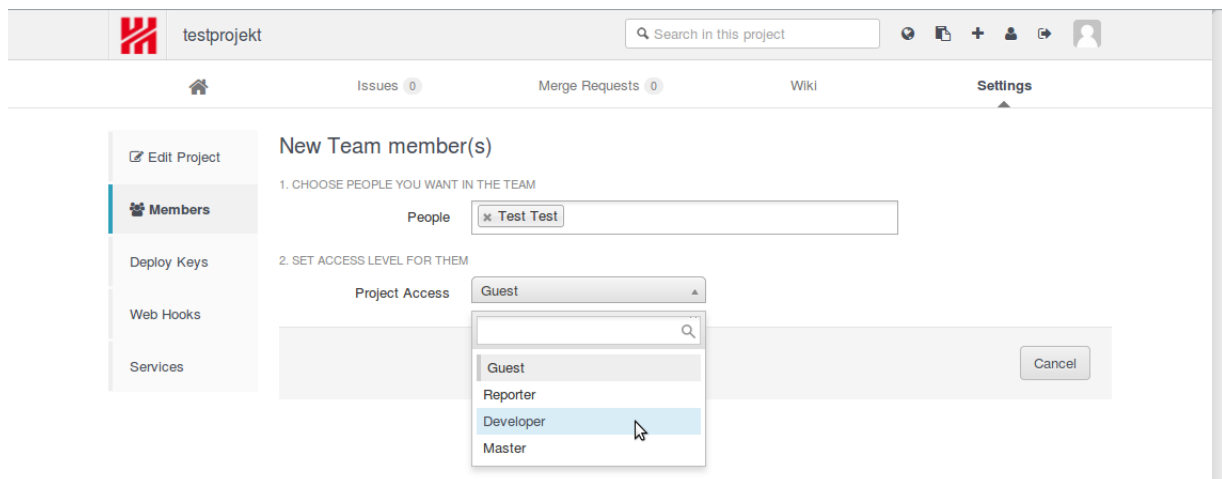 testprojekt
Search in this project
Issues 0
Merge Requests 0
Wiki
Settings
Edit Project
Members
Deploy Keys
Web Hooks
Services
New Team member(s)
1. CHOOSE PEOPLE YOU WANT IN THE TEAM
People
Test Test
2. SET ACCESS LEVEL FOR THEM
Project Access
Guest
Guest
Reporter
Developer
Master
Cancel